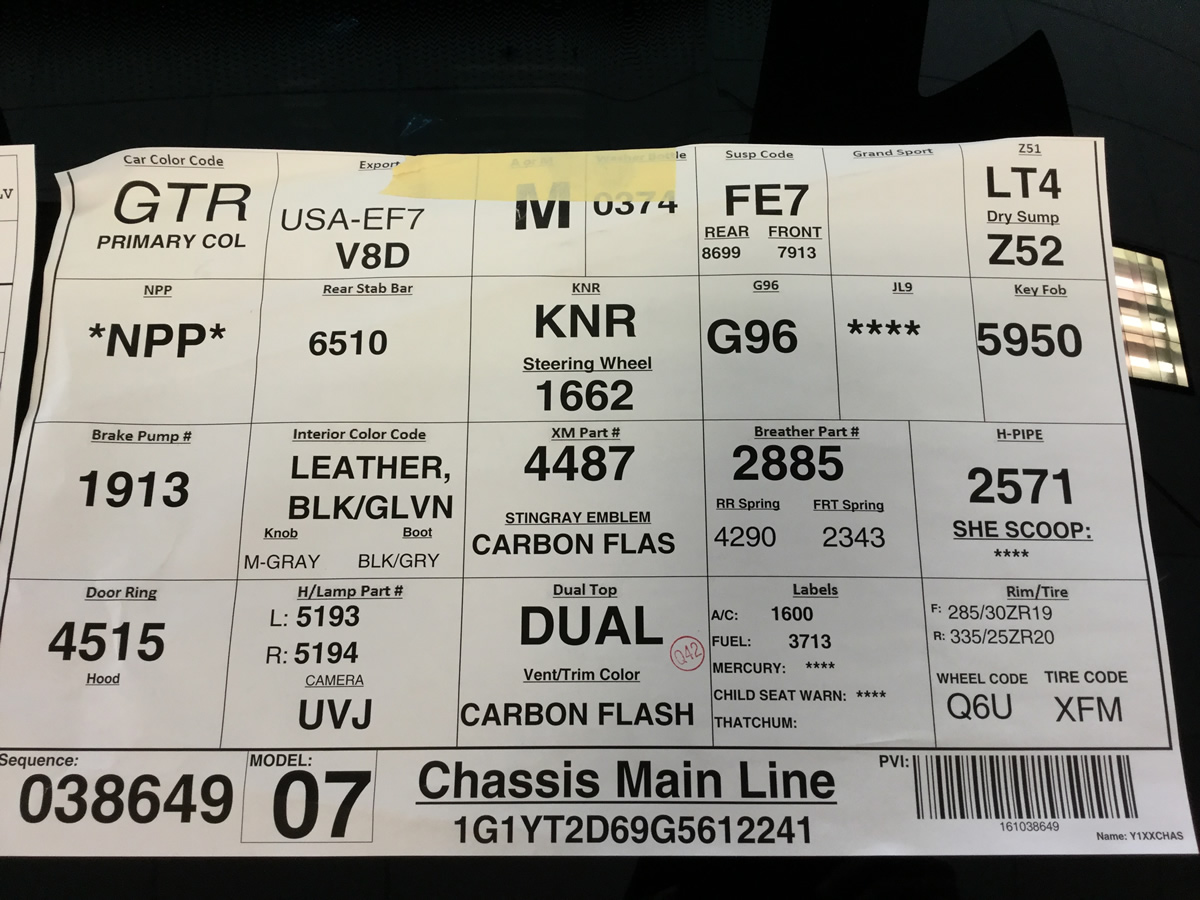 LV
Car Color Code
GTR
PRIMARY COL
Export
USA-EF7
V8D
A or M
M
Washer Bottle
0374
Susp Code
FE7
REAR FRONT
8699 7913
Grand Sport
Z51
LT4
Dry Sump
Z52
NPP
*NPP*
Rear Stab Bar
6510
KNR
KNR
Steering Wheel
1662
G96
G96
JL9
****
Key Fob
5950
Brake Pump #
1913
Interior Color Code
LEATHER,
BLK/GLVN
Knob Boot
M-GRAY BLK/GRY
XM Part #
4487
STINGRAY EMBLEM
CARBON FLAS
Breather Part #
2885
RR Spring FRT Spring
4290 2343
H-PIPE
2571
SHE SCOOP:
****
Door Ring
4515
Hood
H/Lamp Part #
L: 5193
R: 5194
CAMERA
UVJ
Dual Top
DUAL
Q42
Vent/Trim Color
CARBON FLASH
Labels
A/C: 1600
FUEL: 3713
MERCURY: ****
CHILD SEAT WARN: ****
THATCHUM:
Rim/Tire
F: 285/30ZR19
R: 335/25ZR20
WHEEL CODE TIRE CODE
Q6U XFM
Sequence:
038649
MODEL:
07
Chassis Main Line
1G1YT2D69G5612241
PVI:
161038649
Name: Y1XXCHAS